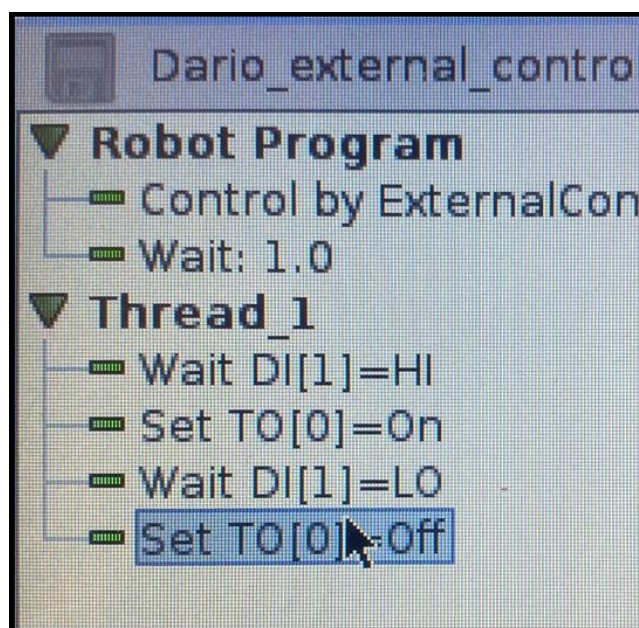 Dario_external_contro
Robot Program
Control by ExternalCon
Wait: 1.0
Thread_1
Wait DI[1]=HI
Set TO[0]=On
Wait DI[1]=LO
Set TO[0]=Off